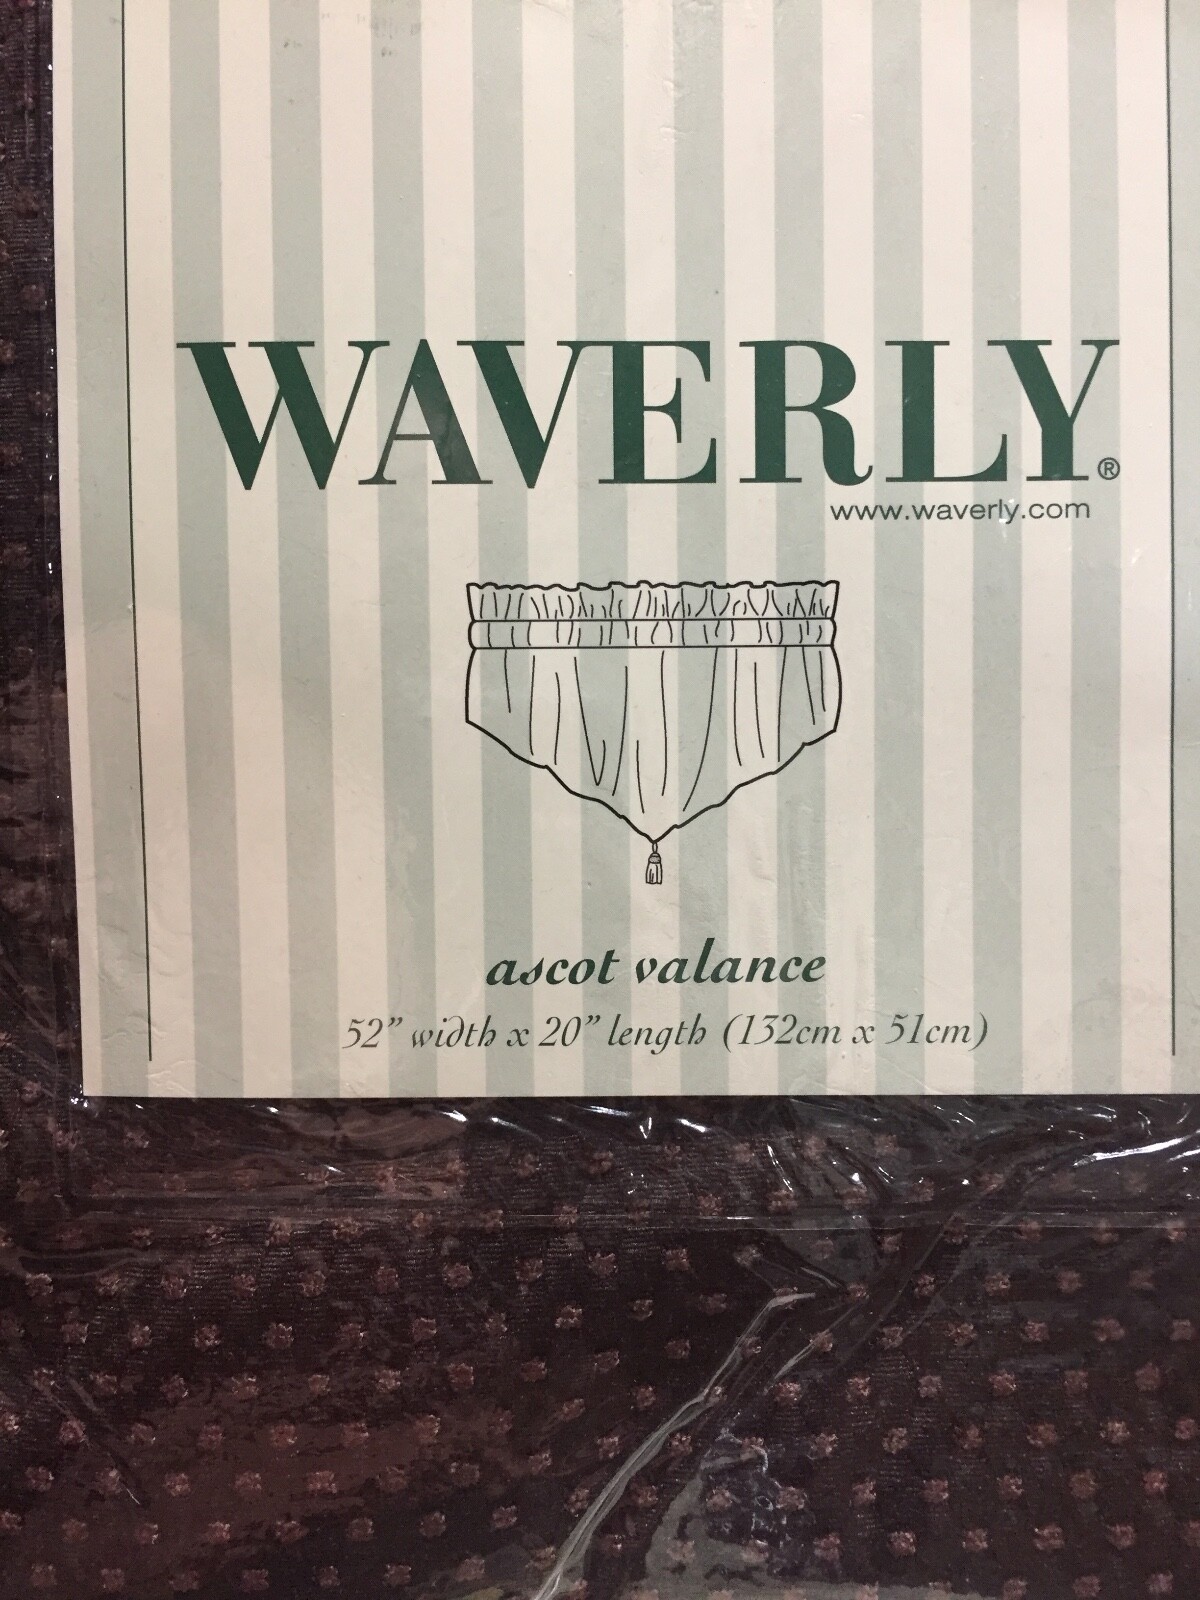 WAVERLY®
www.waverly.com
ascot valance
52” width x 20” length (132cm x 51cm)